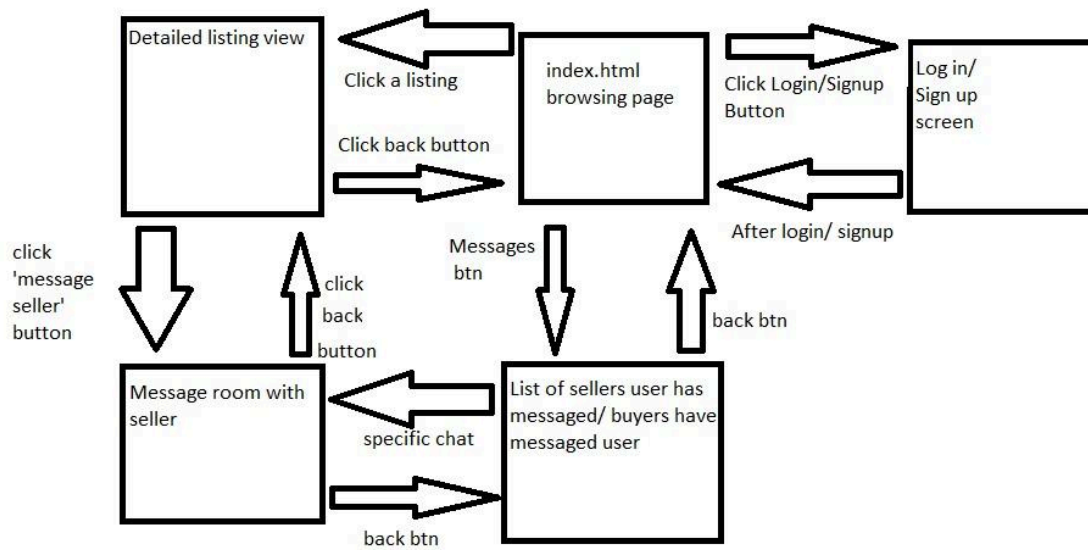 Detailed listing view
Click a listing
index.html
browsing page
Click Login/Signup
Button
Log in/
Sign up
screen
Click back button
After login/ signup
click
'message
seller'
button
click
back
button
Messages
btn
back btn
Message room with
seller
specific chat
List of sellers user has
messaged/ buyers have
messaged user
back btn